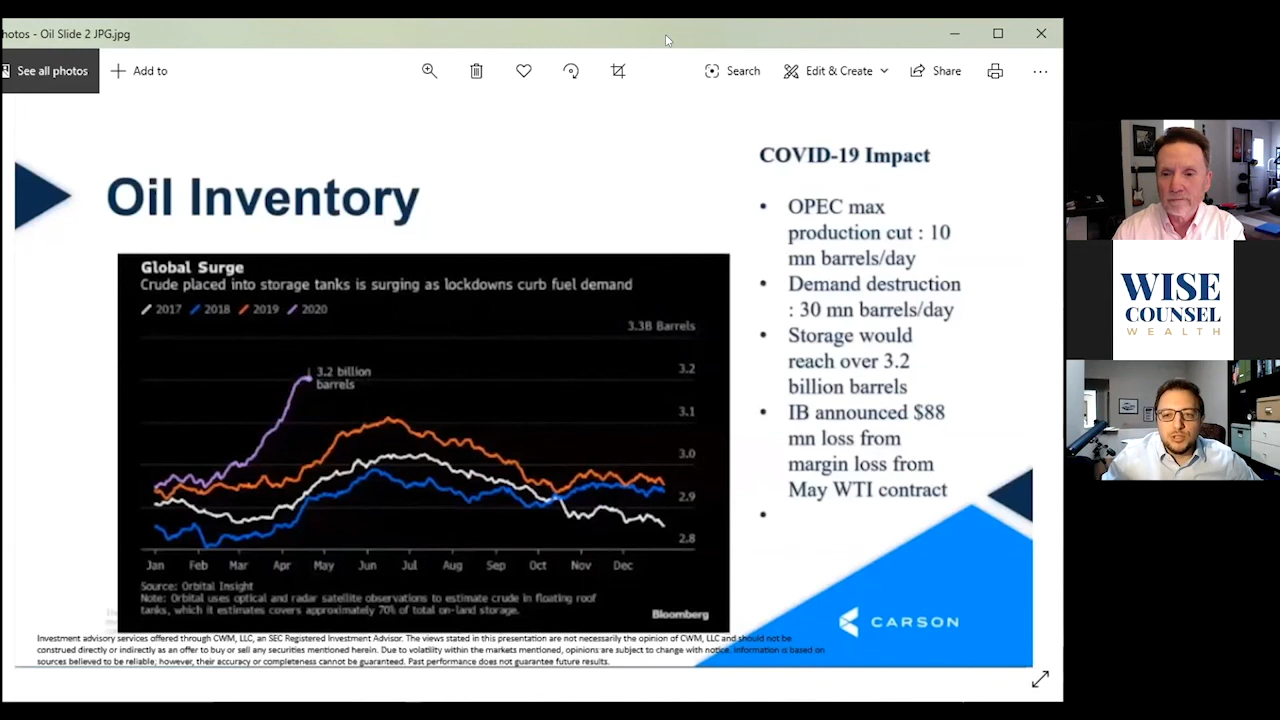 hotos - Oil Slide 2 JPG.jpg
See all photos
Add to
Search
Edit & Create
Share
Oil Inventory
Global Surge
Crude placed into storage tanks is surging as lockdowns curb fuel demand
2017 2018 2019 2020
3.3B Barrels
3.2
3.1
3.0
2.9
2.8
3.2 billion
barrels
Jan Feb Mar Apr May Jun Jul Aug Sep Oct Nov Dec
Source: Orbital Insight
Note: Orbital uses optical and radar satellite observations to estimate crude in floating roof
tanks, which it estimates covers approximately 70% of total on-land storage.
Bloomberg
COVID-19 Impact
• OPEC max
production cut : 10
mn barrels/day
• Demand destruction
: 30 mn barrels/day
• Storage would
reach over 3.2
billion barrels
• IB announced $88
mn loss from
margin loss from
May WTI contract
•
CARSON
Investment advisory services offered through CWM, LLC, an SEC Registered Investment Advisor. The views stated in this presentation are not necessarily the opinion of CWM, LLC and should not be
construed directly or indirectly as an offer to buy or sell any securities mentioned herein. Due to volatility within the markets mentioned, opinions are subject to change with notice. Information is based on
sources believed to be reliable; however, their accuracy or completeness cannot be guaranteed. Past performance does not guarantee future results.
WISE
COUNSEL
WEALTH